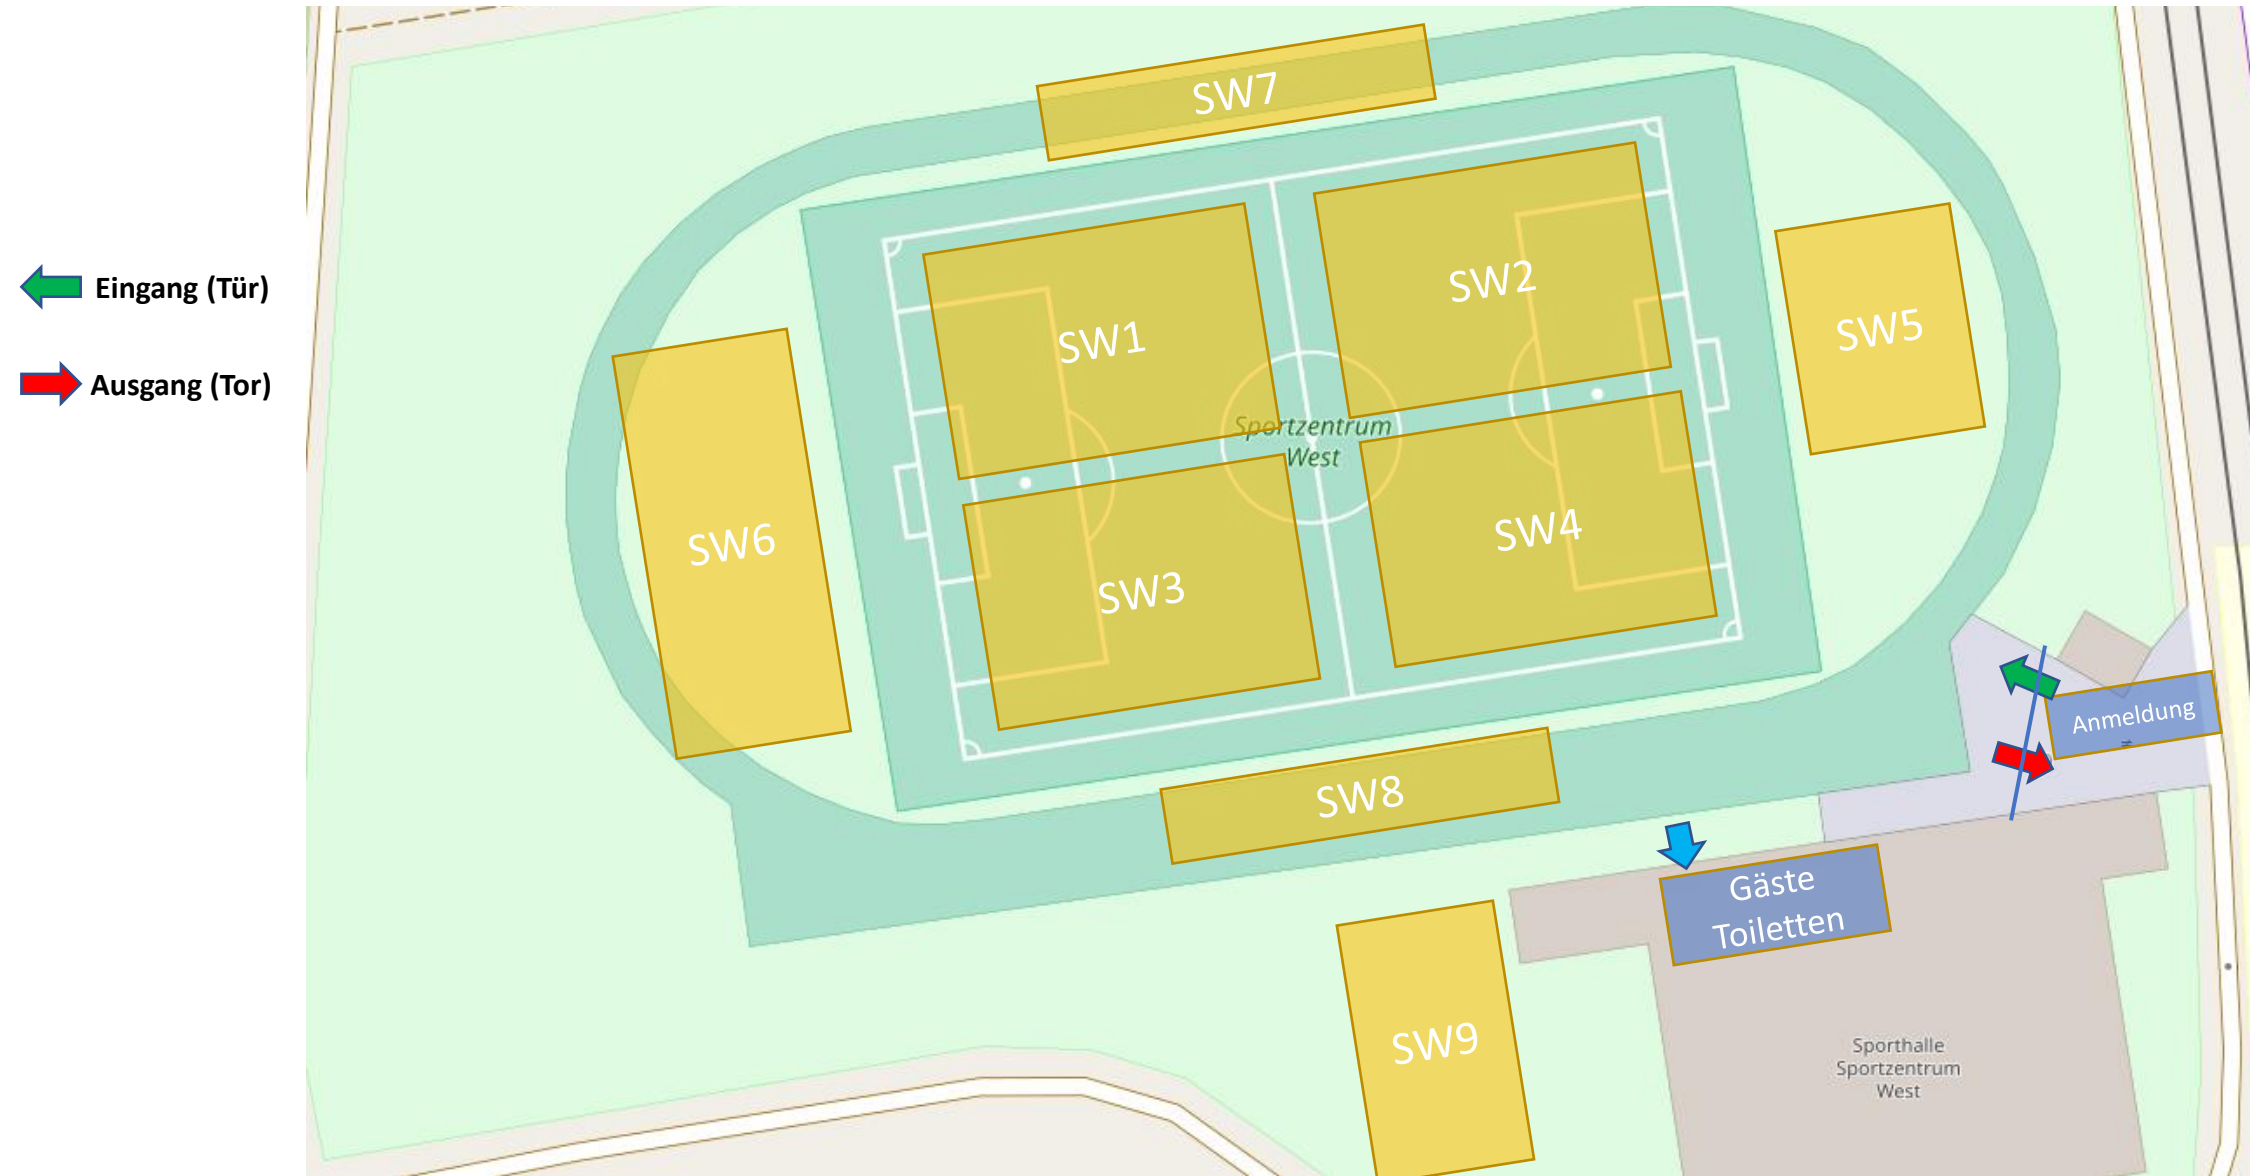 SW7
SW2
Eingang (Tür)
SW5
SW1
Ausgang (Tor)
Sportzentrum
West
SW4
SW6
SW3
Anmeldung
SW8
Gäste
Toiletten
SW9
Sporthalle
Sportzentrum
West